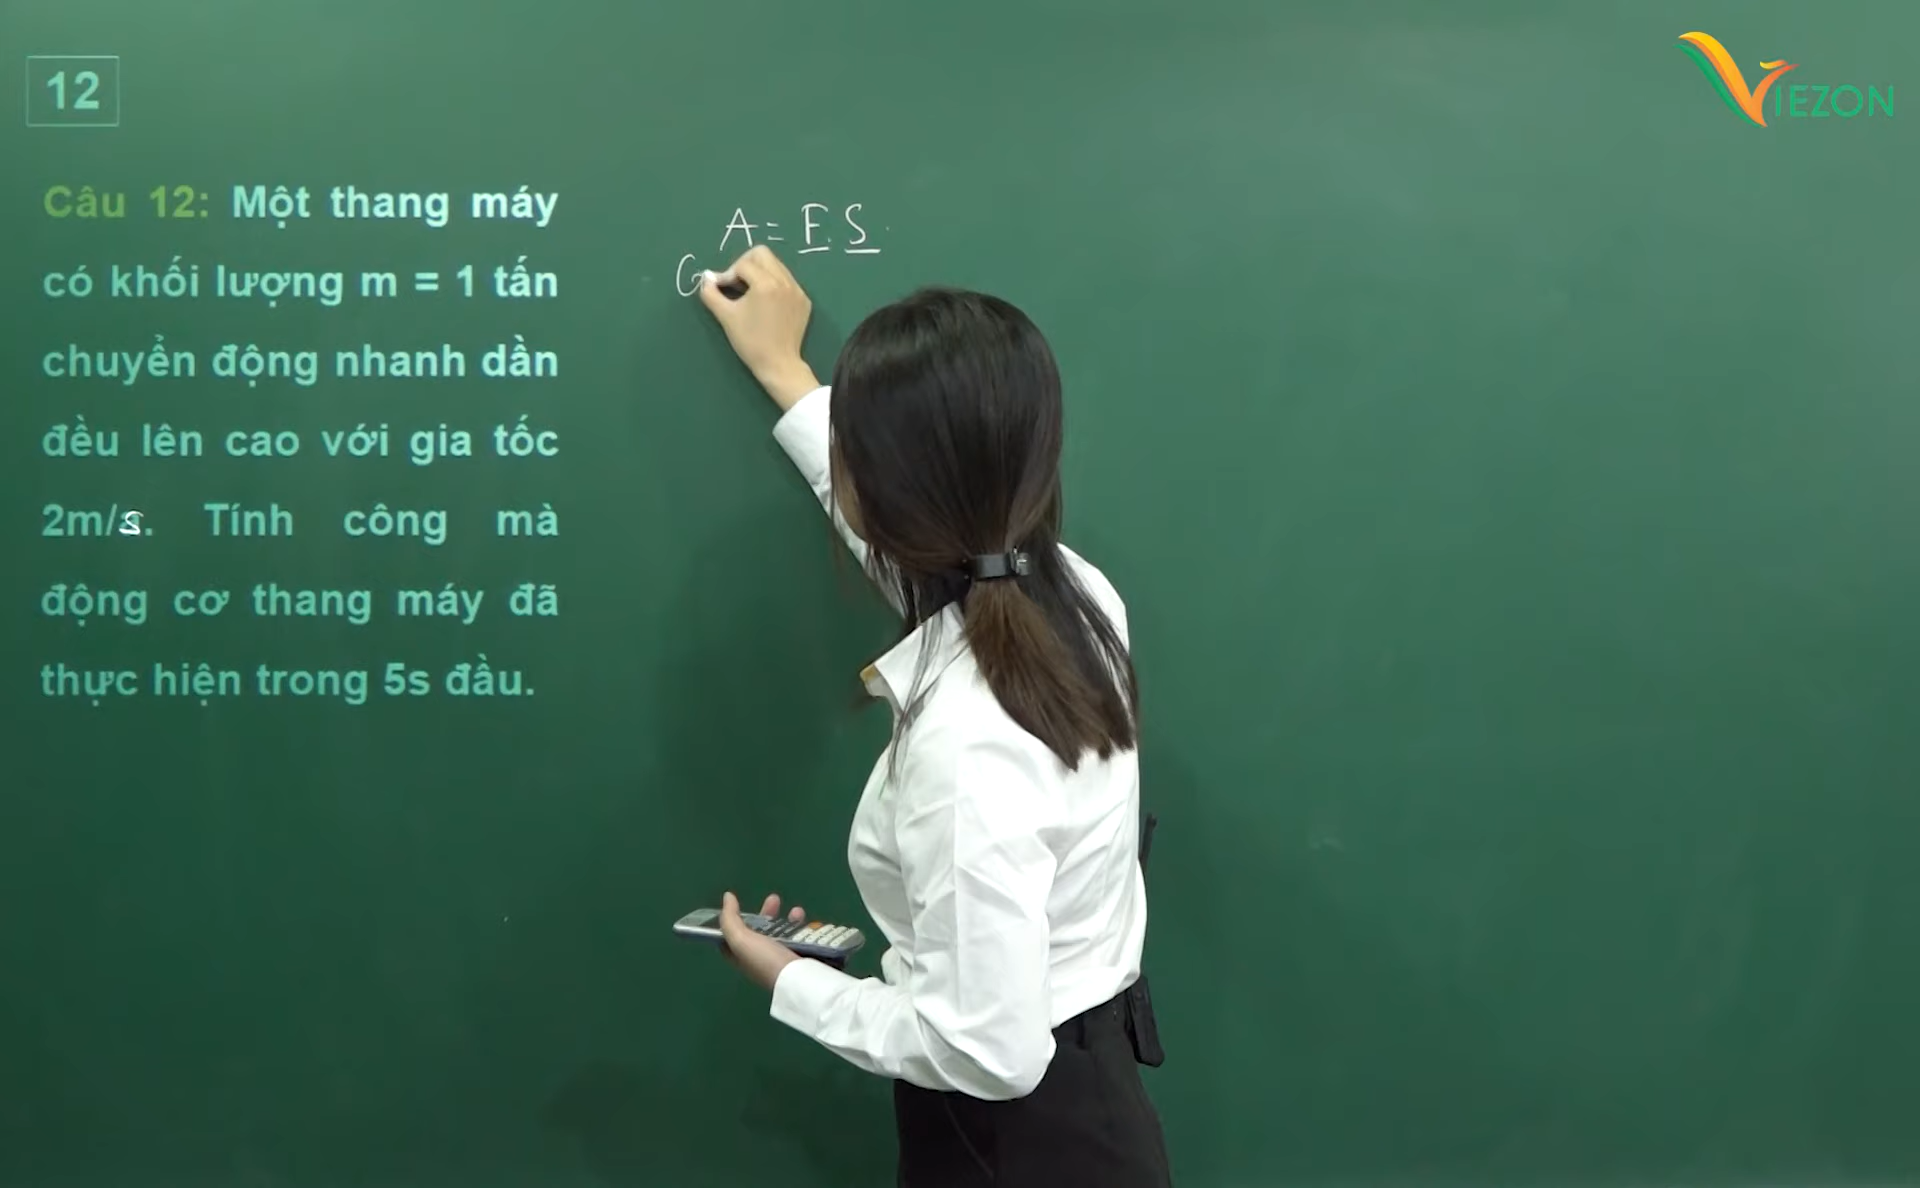 12
VIEZON
Câu 12: Một thang máy
có khối lượng m = 1 tấn
chuyển động nhanh dần
đều lên cao với gia tốc
2m/s. Tính công mà
động cơ thang máy đã
thực hiện trong 5s đầu.
A = F. S.
G